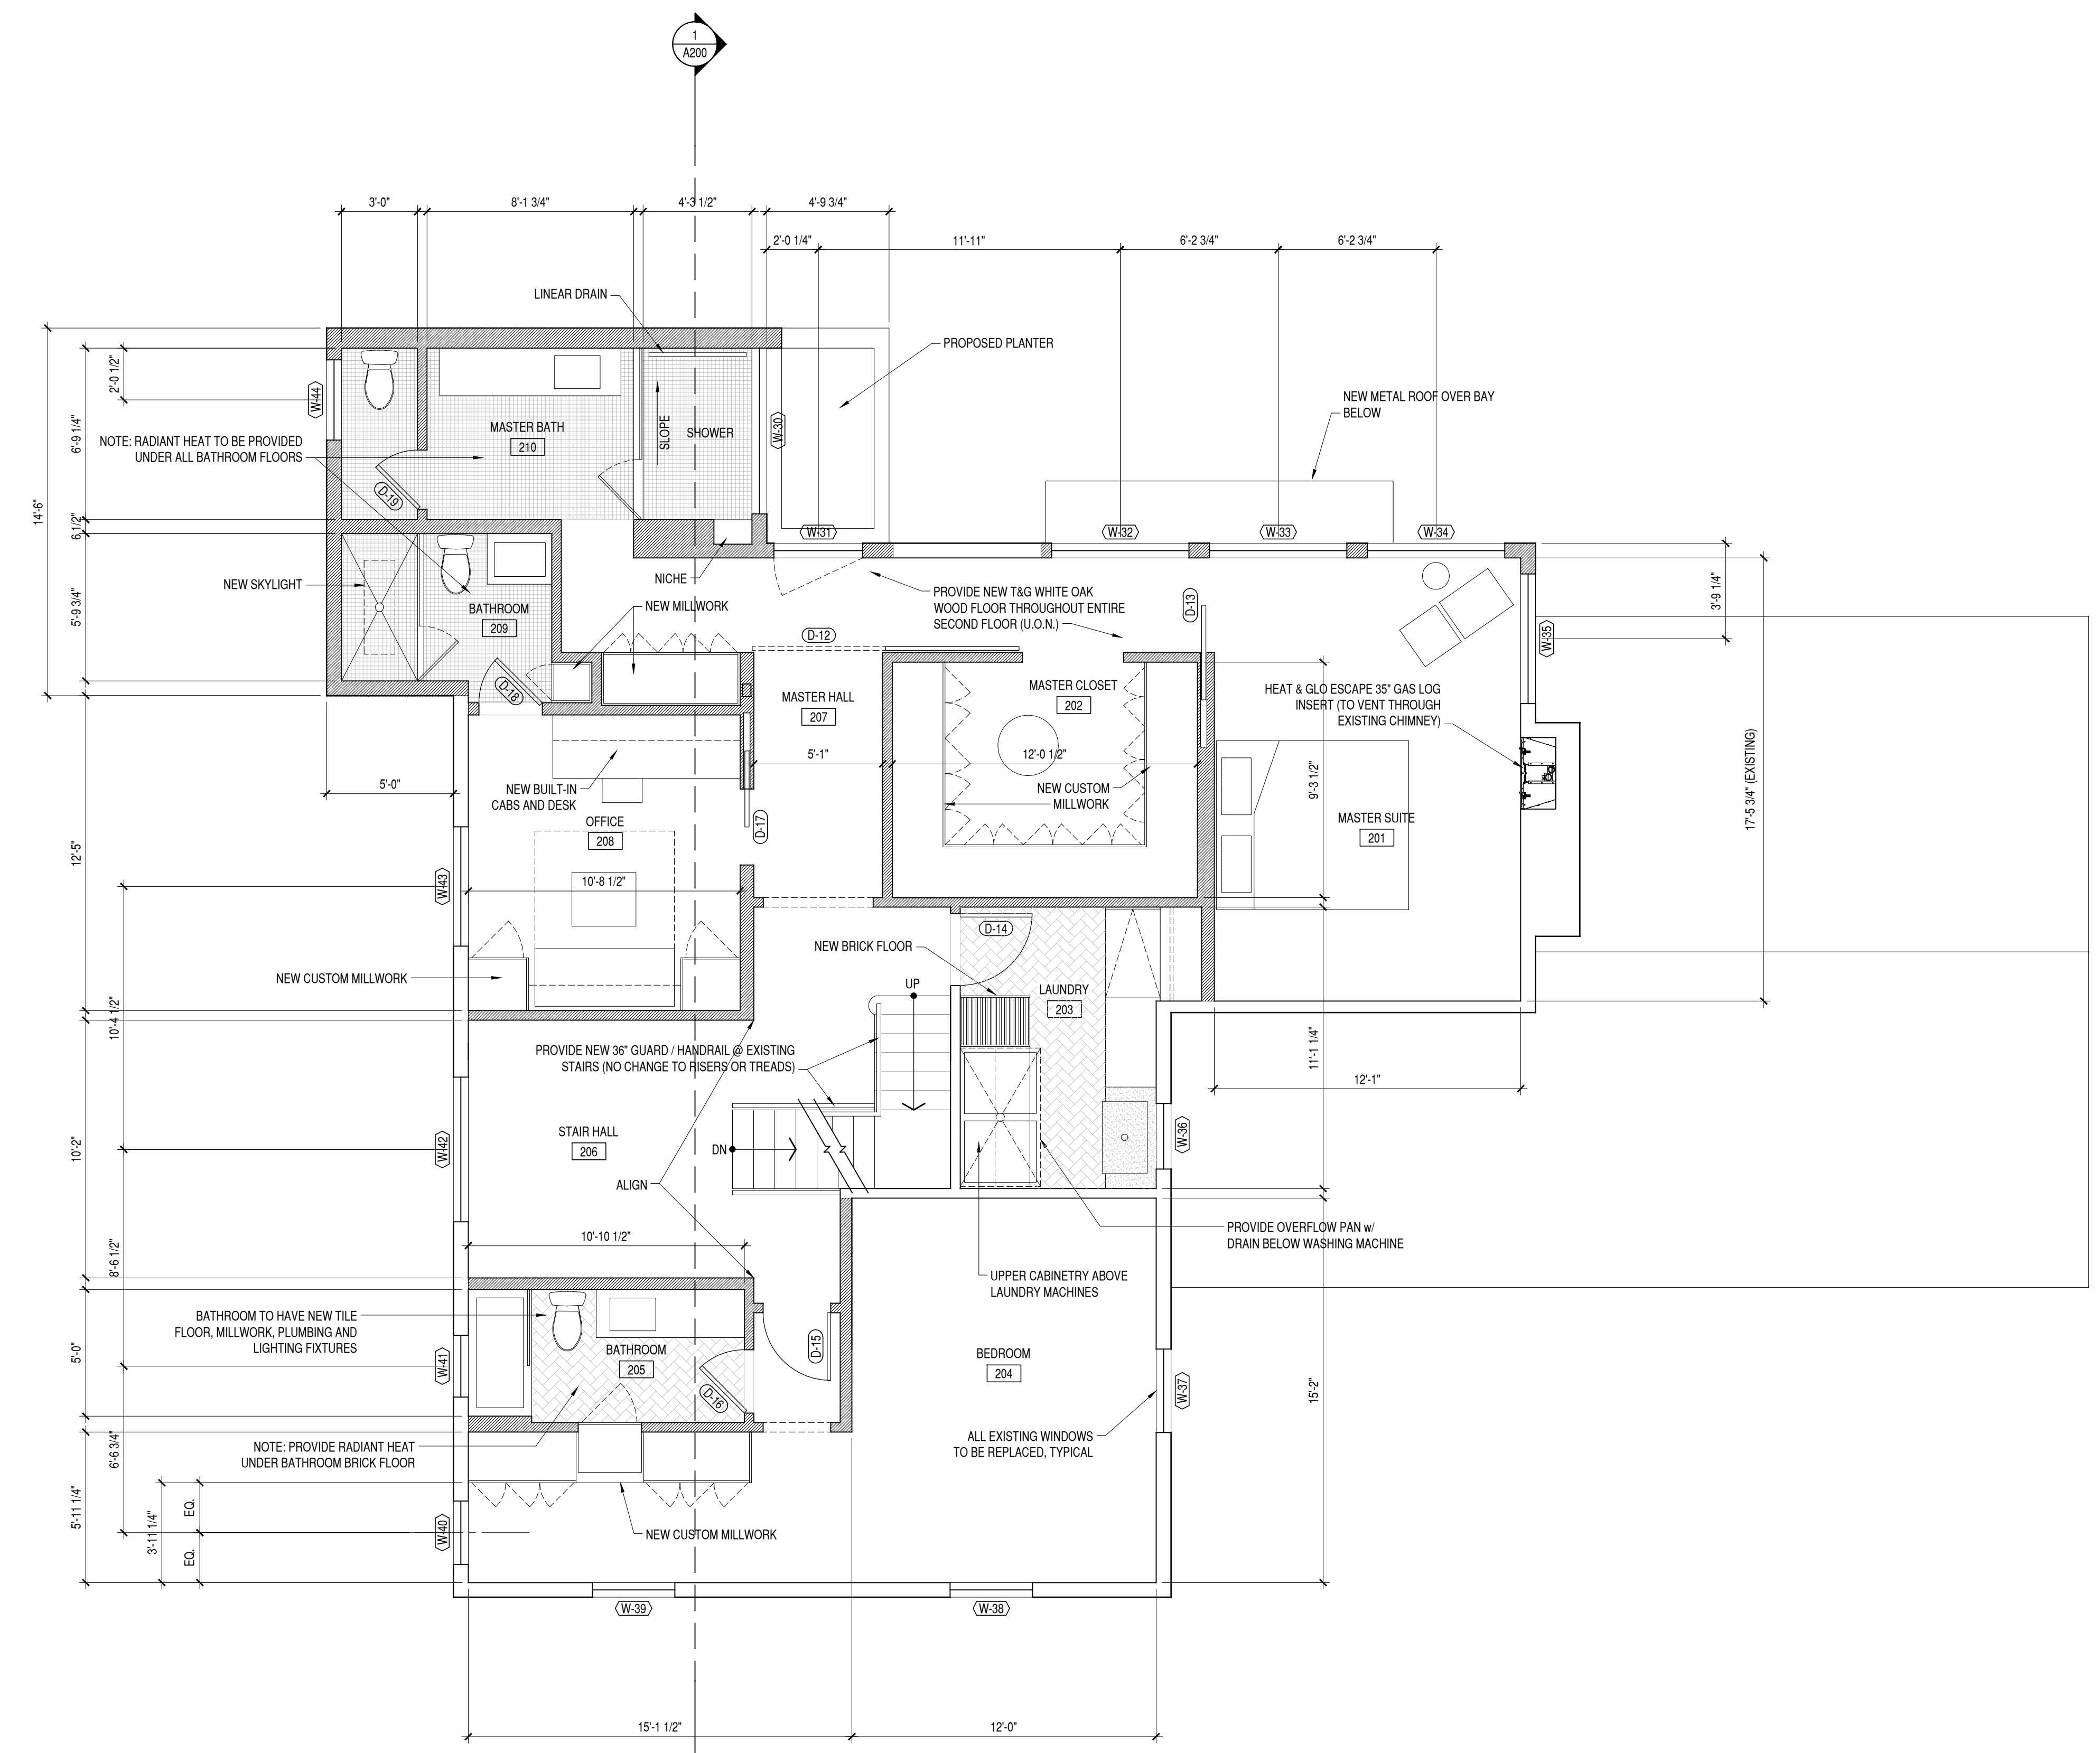 1
A200
3'-0"
8'-1 3/4"
4'-3 1/2"
4'-9 3/4"
2'-0 1/4"
11'-11"
6'-2 3/4"
6'-2 3/4"
LINEAR DRAIN
PROPOSED PLANTER
NEW METAL ROOF OVER BAY
BELOW
2'-0 1/2"
W-44
6'-9 1/4"
14'-6"
6 1/2"
5'-9 3/4"
NOTE: RADIANT HEAT TO BE PROVIDED
UNDER ALL BATHROOM FLOORS
MASTER BATH
210
SLOPE
SHOWER
W-30
D-19
W-31
W-32
W-33
W-34
NEW SKYLIGHT
NICHE
NEW MILLWORK
BATHROOM
209
D-18
PROVIDE NEW T&G WHITE OAK
WOOD FLOOR THROUGHOUT ENTIRE
SECOND FLOOR (U.O.N.)
D-12
D-13
W-35
3'-9 1/4"
17'-5 3/4" (EXISTING)
MASTER HALL
207
MASTER CLOSET
202
HEAT & GLO ESCAPE 35" GAS LOG
INSERT (TO VENT THROUGH
EXISTING CHIMNEY)
5'-0"
5'-1"
12'-0 1/2"
9'-3 1/2"
NEW BUILT-IN
CABS AND DESK
NEW CUSTOM
MILLWORK
OFFICE
208
D-17
MASTER SUITE
201
12'-5"
W-43
10'-8 1/2"
NEW CUSTOM MILLWORK
D-14
NEW BRICK FLOOR
UP
LAUNDRY
203
10'-4 1/2"
PROVIDE NEW 36" GUARD / HANDRAIL @ EXISTING
STAIRS (NO CHANGE TO RISERS OR TREADS)
11'-1 1/4"
12'-1"
10'-2"
W-42
STAIR HALL
206
DN
W-36
ALIGN
10'-10 1/2"
8'-6 1/2"
PROVIDE OVERFLOW PAN w/
DRAIN BELOW WASHING MACHINE
UPPER CABINETRY ABOVE
LAUNDRY MACHINES
BATHROOM TO HAVE NEW TILE
FLOOR, MILLWORK, PLUMBING AND
LIGHTING FIXTURES
5'-0"
W-41
BATHROOM
205
D-15
D-16
BEDROOM
204
W-37
15'-2"
ALL EXISTING WINDOWS
TO BE REPLACED, TYPICAL
NOTE: PROVIDE RADIANT HEAT
UNDER BATHROOM BRICK FLOOR
6'-6 3/4"
5'-11 1/4"
3'-11 1/4"
EQ.
EQ.
W-40
NEW CUSTOM MILLWORK
W-39
W-38
15'-1 1/2"
12'-0"